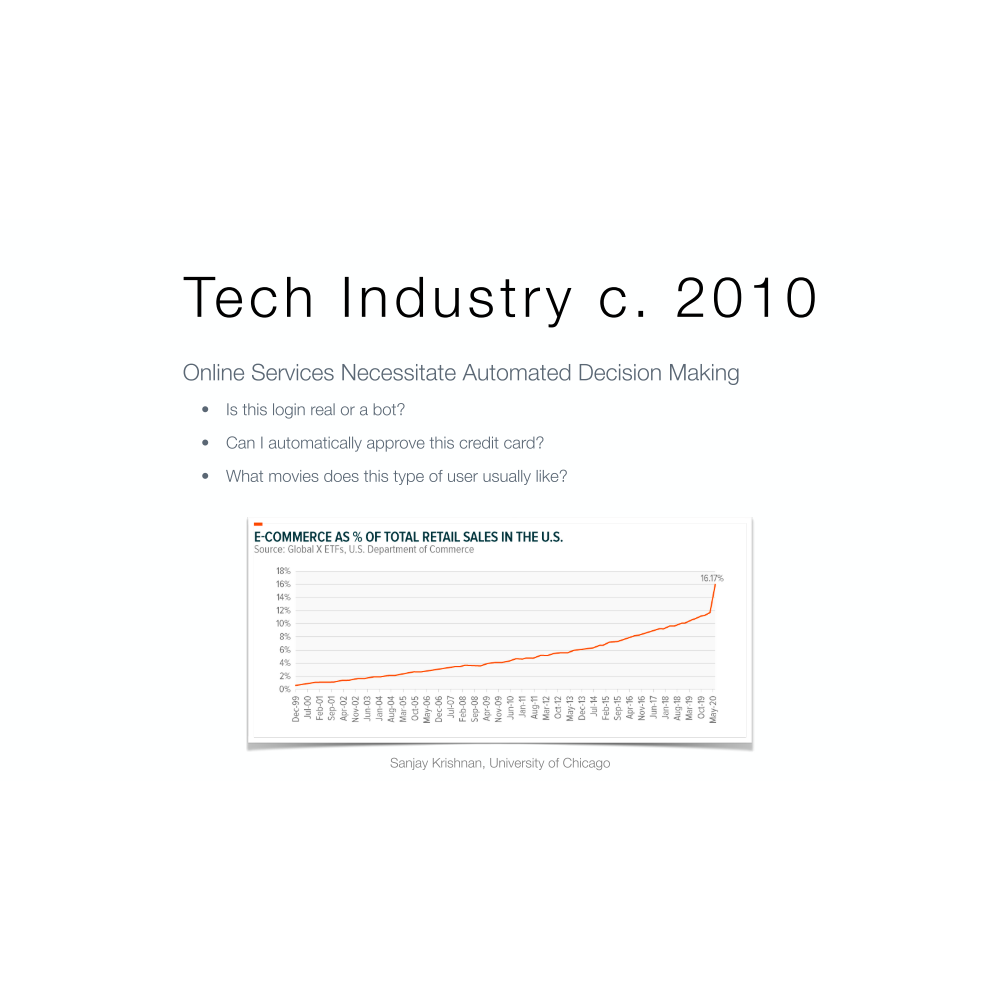 Tech Industry c. 2010
Online Services Necessitate Automated Decision Making
• Is this login real or a bot?
• Can I automatically approve this credit card?
• What movies does this type of user usually like?
E-COMMERCE AS % OF TOTAL RETAIL SALES IN THE U.S.
Source: Global X ETFs, U.S. Department of Commerce
18%
16.17%
16%
14%
12%
10%
8%
6%
4%
2%
0%
Dec-99
Jul-00
Feb-01
Sep-01
Apr-02
Nov-02
Jun-03
Jan-04
Aug-04
Mar-05
Oct-05
May-06
Dec-06
Jul-07
Feb-08
Sep-08
Apr-09
Nov-09
Jun-10
Jan-11
Aug-11
Mar-12
Oct-12
May-13
Dec-13
Jul-14
Feb-15
Sep-15
Apr-16
Nov-16
Jun-17
Jan-18
Aug-18
Mar-19
Oct-19
May-20
Sanjay Krishnan, University of Chicago